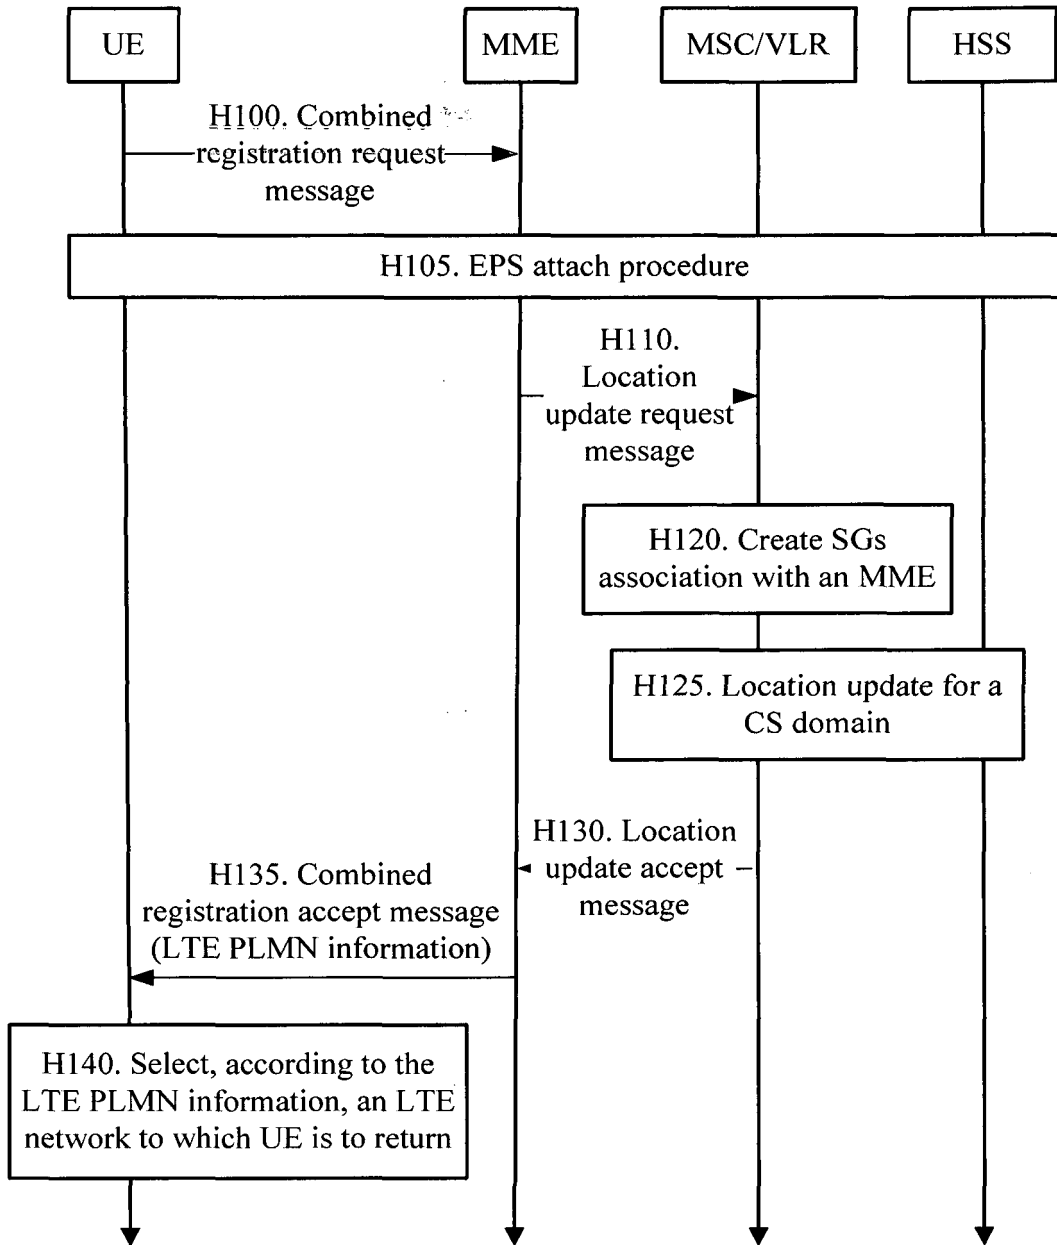 UE
MME
MSC/VLR
HSS
H100. Combined
registration request
message
H105. EPS attach procedure
H110.
Location
update request
message
H120. Create SGs
association with an MME
H125. Location update for a
CS domain
H130. Location
update accept
message
H135. Combined
registration accept message
(LTE PLMN information)
H140. Select, according to the
LTE PLMN information, an LTE
network to which UE is to return